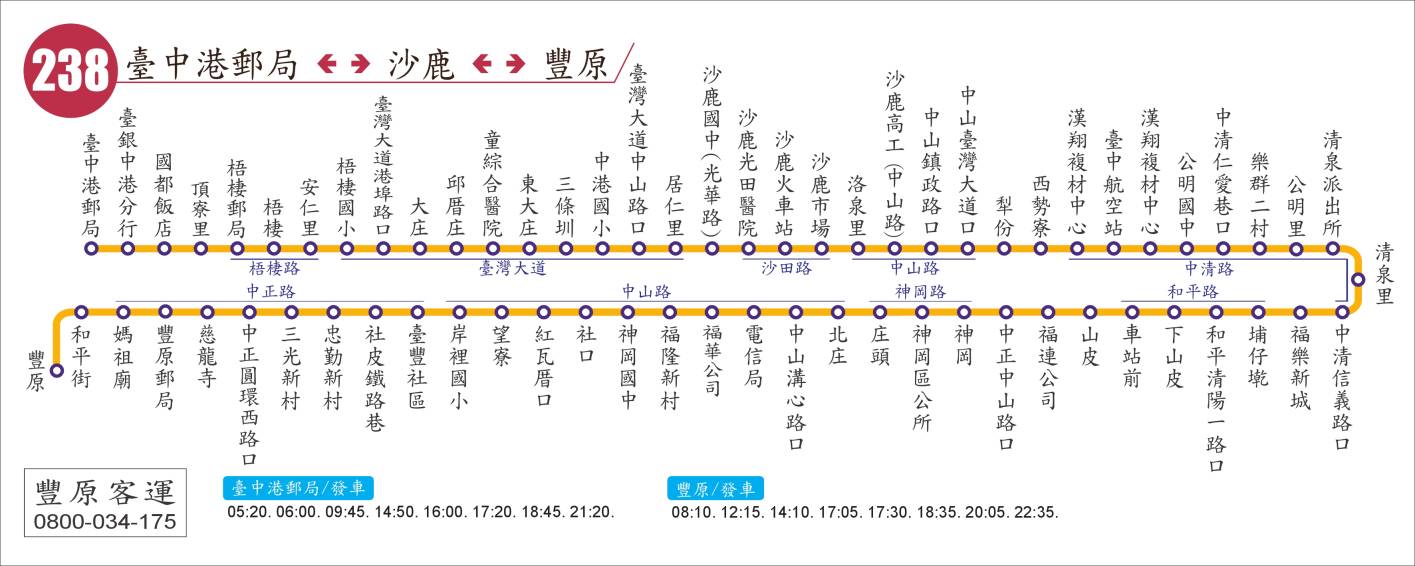 238 臺中港郵局 ←→ 沙鹿 ←→ 豐原
臺中港郵局
臺銀中港分行
國都飯店
頂寮里
梧棲郵局
梧棲
安仁里
梧棲國小
臺灣大道港埠路口
大庄
邱厝庄
童綜合醫院
東大庄
三條圳
中港國小
臺灣大道中山路口
居仁里
沙鹿國中(光華路)
沙鹿光田醫院
沙鹿火車站
沙鹿市場
洛泉里
沙鹿高工(中山路)
中山鎮政路口
中山臺灣大道口
犁份
西勢寮
漢翔複材中心
臺中航空站
漢翔複材中心
公明國中
中清仁愛巷口
樂群二村
公明里
清泉派出所
清泉里
梧棲路
臺灣大道
沙田路
中山路
中清路
中正路
中山路
神岡路
和平路
豐原
和平街
媽祖廟
豐原郵局
慈龍寺
中正圓環西路口
三光新村
忠勤新村
社皮鐵路巷
臺豐社區
岸裡國小
望寮
紅瓦厝口
社口
神岡國中
福隆新村
福華公司
電信局
中山溝心路口
北庄
庄頭
神岡區公所
神岡
中正中山路口
福連公司
山皮
車站前
下山皮
和平清陽一路口
埔仔墘
福樂新城
中清信義路口
豐原客運
0800-034-175
臺中港郵局/發車
05:20. 06:00. 09:45. 14:50. 16:00. 17:20. 18:45. 21:20.
豐原/發車
08:10. 12:15. 14:10. 17:05. 17:30. 18:35. 20:05. 22:35.